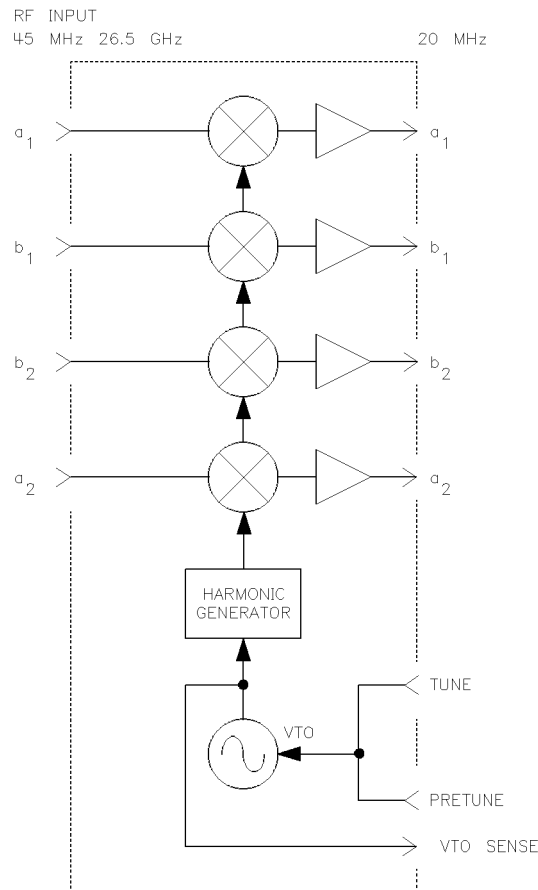 RF INPUT
45 MHz 26.5 GHz
20 MHz
a1
a1
b1
b1
b2
b2
a2
a2
HARMONIC
GENERATOR
TUNE
VTO
PRETUNE
VTO SENSE